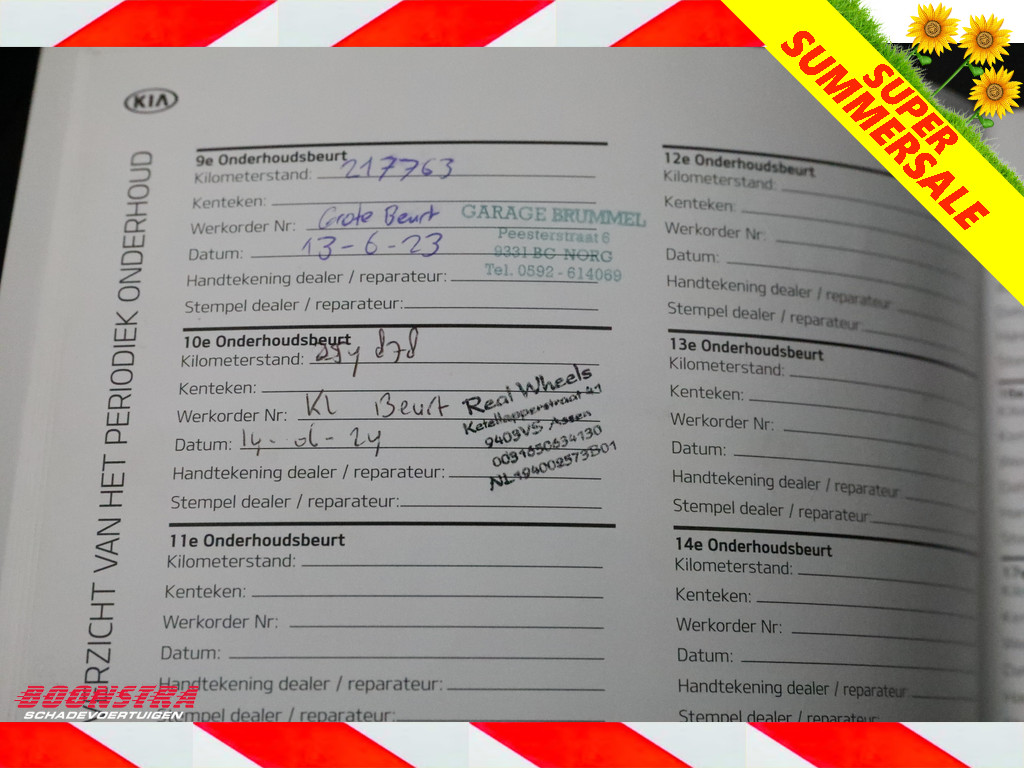 SUPER
SUMMERSALE
KIA
VERZICHT VAN HET PERIODIEK ONDERHOUD
9e Onderhoudsbeurt
Kilometerstand: 217763
Kenteken:
Werkorder Nr: Grote Beurt
Datum: 13-6-23
Handtekening dealer / reparateur:
Stempel dealer / reparateur:
GARAGE BRUMMEL
Peesterstraat 6
9331 BG NORG
Tel. 0592 - 614069
10e Onderhoudsbeurt
Kilometerstand:
Kenteken:
Werkorder Nr: KL Beurt
Datum: 14-06-24
Handtekening dealer / reparateur:
Stempel dealer / reparateur:
Real Wheels
Ketellapperstraat 41
9403VS Assen
0031650634130
NL194002573B01
11e Onderhoudsbeurt
Kilometerstand:
Kenteken:
Werkorder Nr:
Datum:
Handtekening dealer / reparateur:
Stempel dealer / reparateur:
12e Onderhoudsbeurt
Kilometerstand:
Kenteken:
Werkorder Nr:
Datum:
Handtekening dealer / reparateur:
Stempel dealer / reparateur:
13e Onderhoudsbeurt
Kilometerstand:
Kenteken:
Werkorder Nr:
Datum:
Handtekening dealer / reparateur:
Stempel dealer / reparateur:
14e Onderhoudsbeurt
Kilometerstand:
Kenteken:
Werkorder Nr:
Datum:
Handtekening dealer / reparateur:
Stempel dealer / reparateur:
BOONSTRA
SCHADEVOERTUIGEN